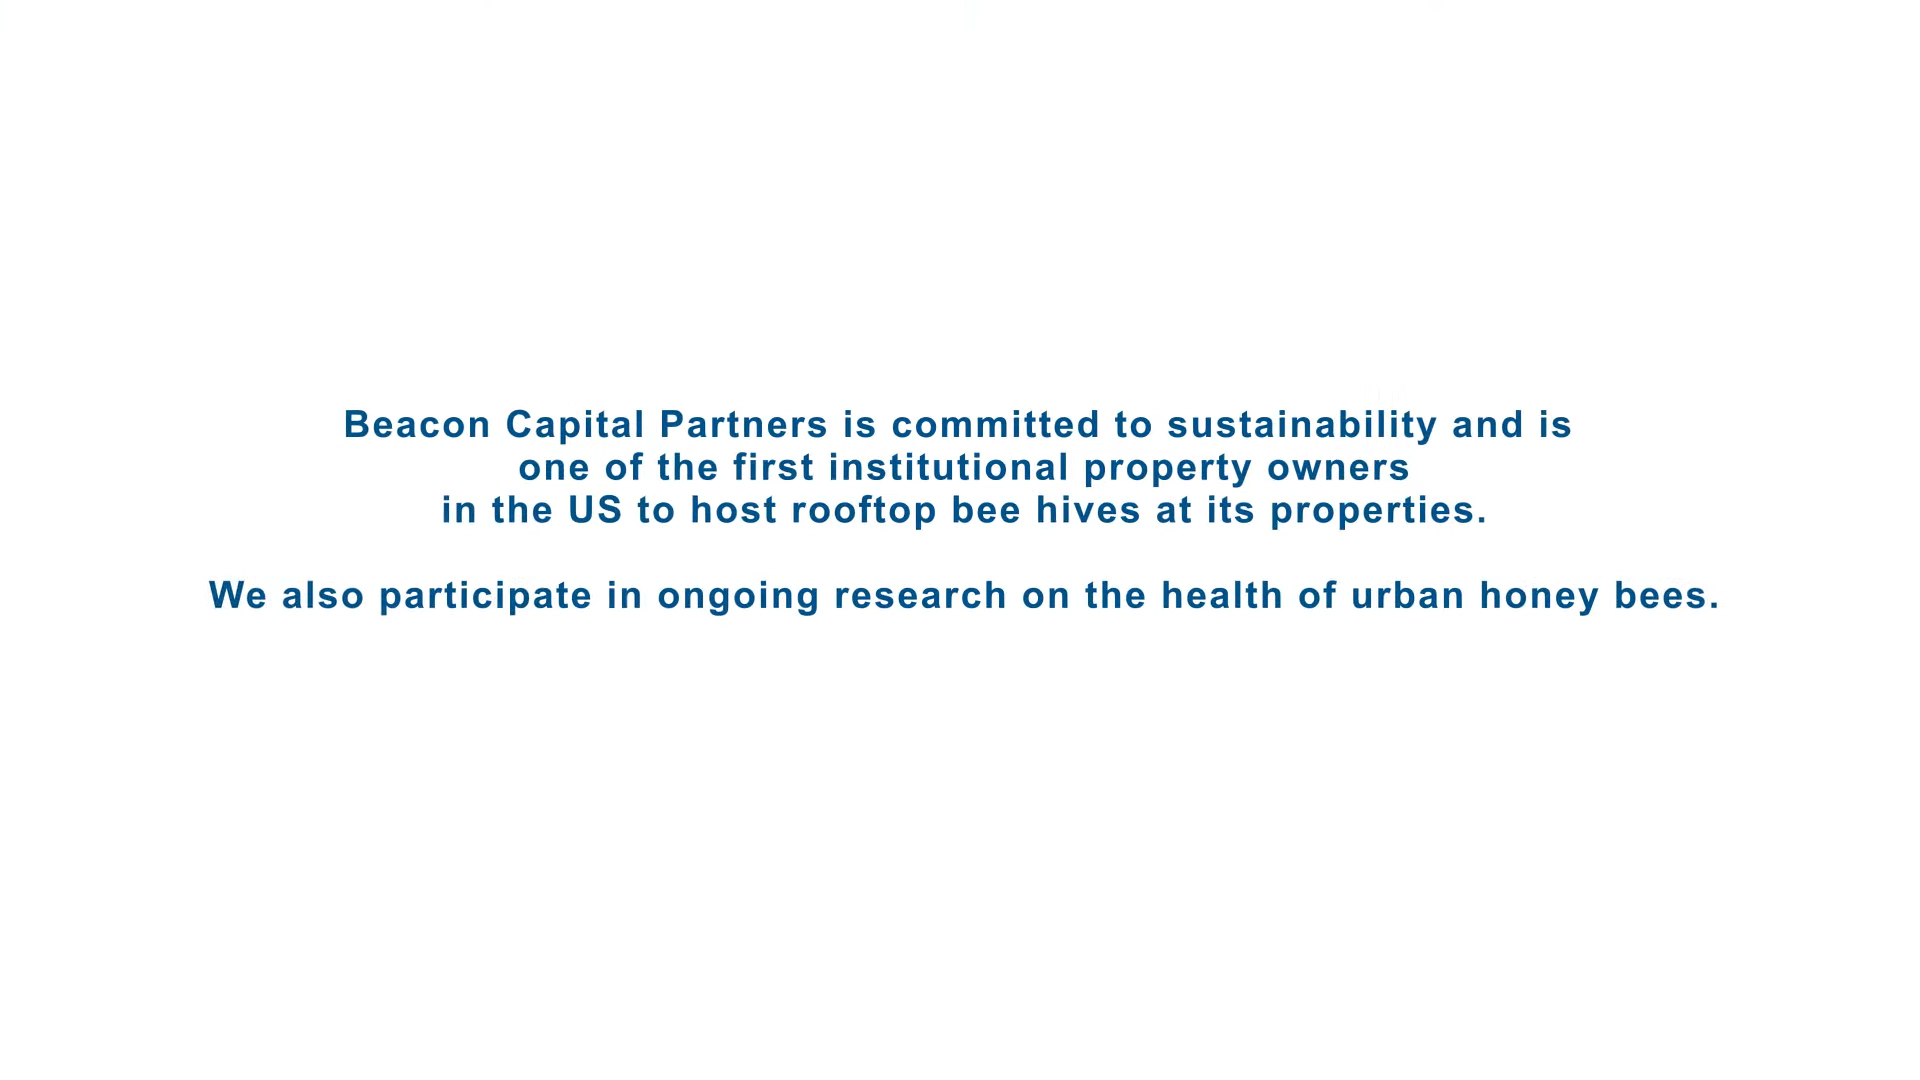 Beacon Capital Partners is committed to sustainability and is
one of the first institutional property owners
in the US to host rooftop bee hives at its properties.
We also participate in ongoing research on the health of urban honey bees.